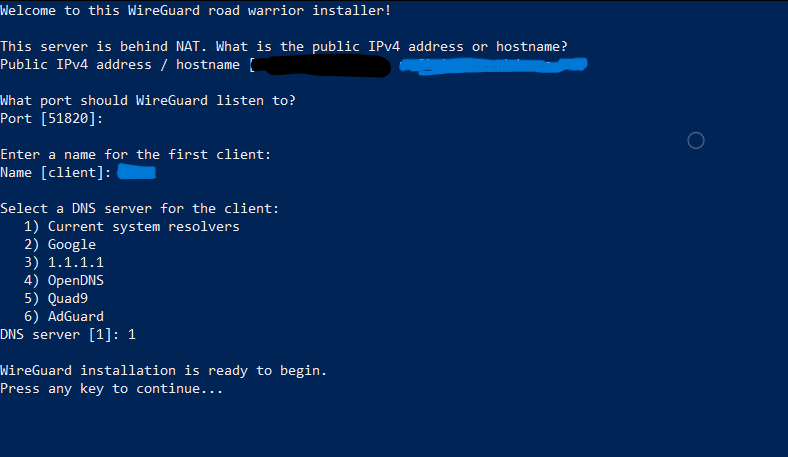 Welcome to this WireGuard road warrior installer!
This server is behind NAT. What is the public IPv4 address or hostname?
Public IPv4 address / hostname [
What port should WireGuard listen to?
Port [51820]:
Enter a name for the first client:
Name [client]:
Select a DNS server for the client:
1) Current system resolvers
2) Google
3) 1.1.1.1
4) OpenDNS
5) Quad9
6) AdGuard
DNS server [1]: 1
WireGuard installation is ready to begin.
Press any key to continue...